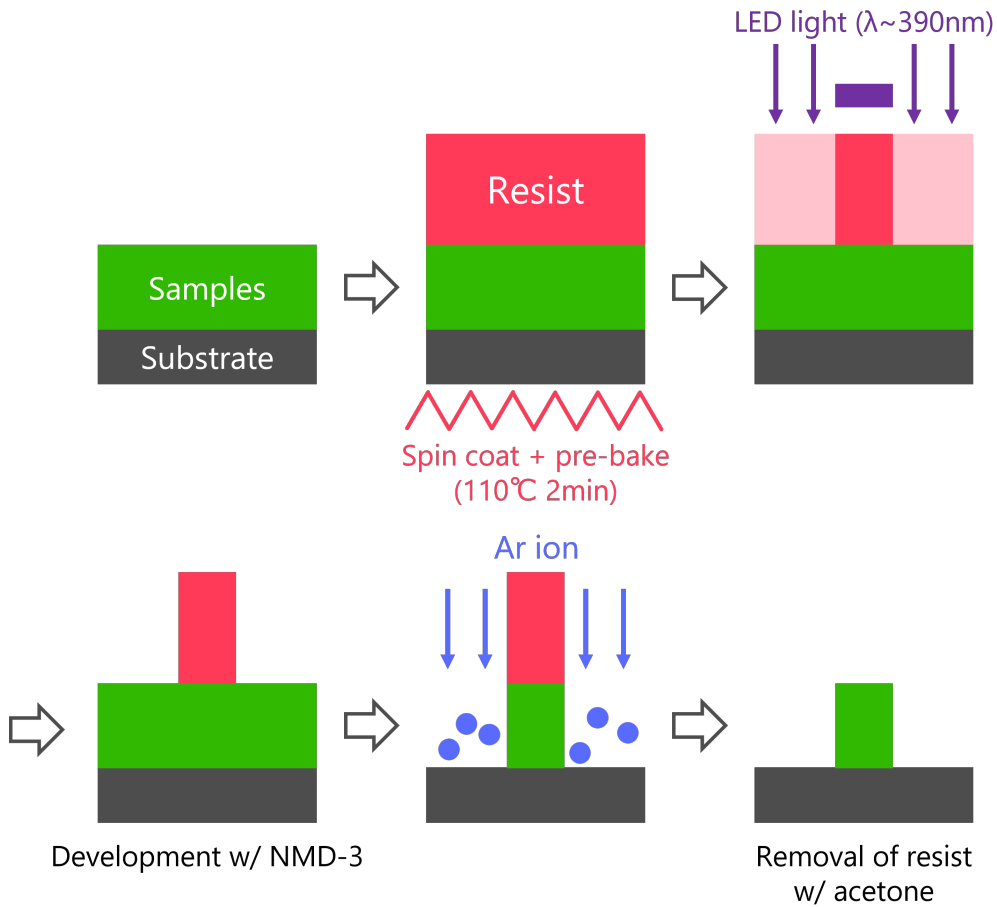 LED light (λ~390nm)
Resist
Samples
Substrate
Spin coat + pre-bake
(110℃ 2min)
Ar ion
Development w/ NMD-3
Removal of resist
w/ acetone